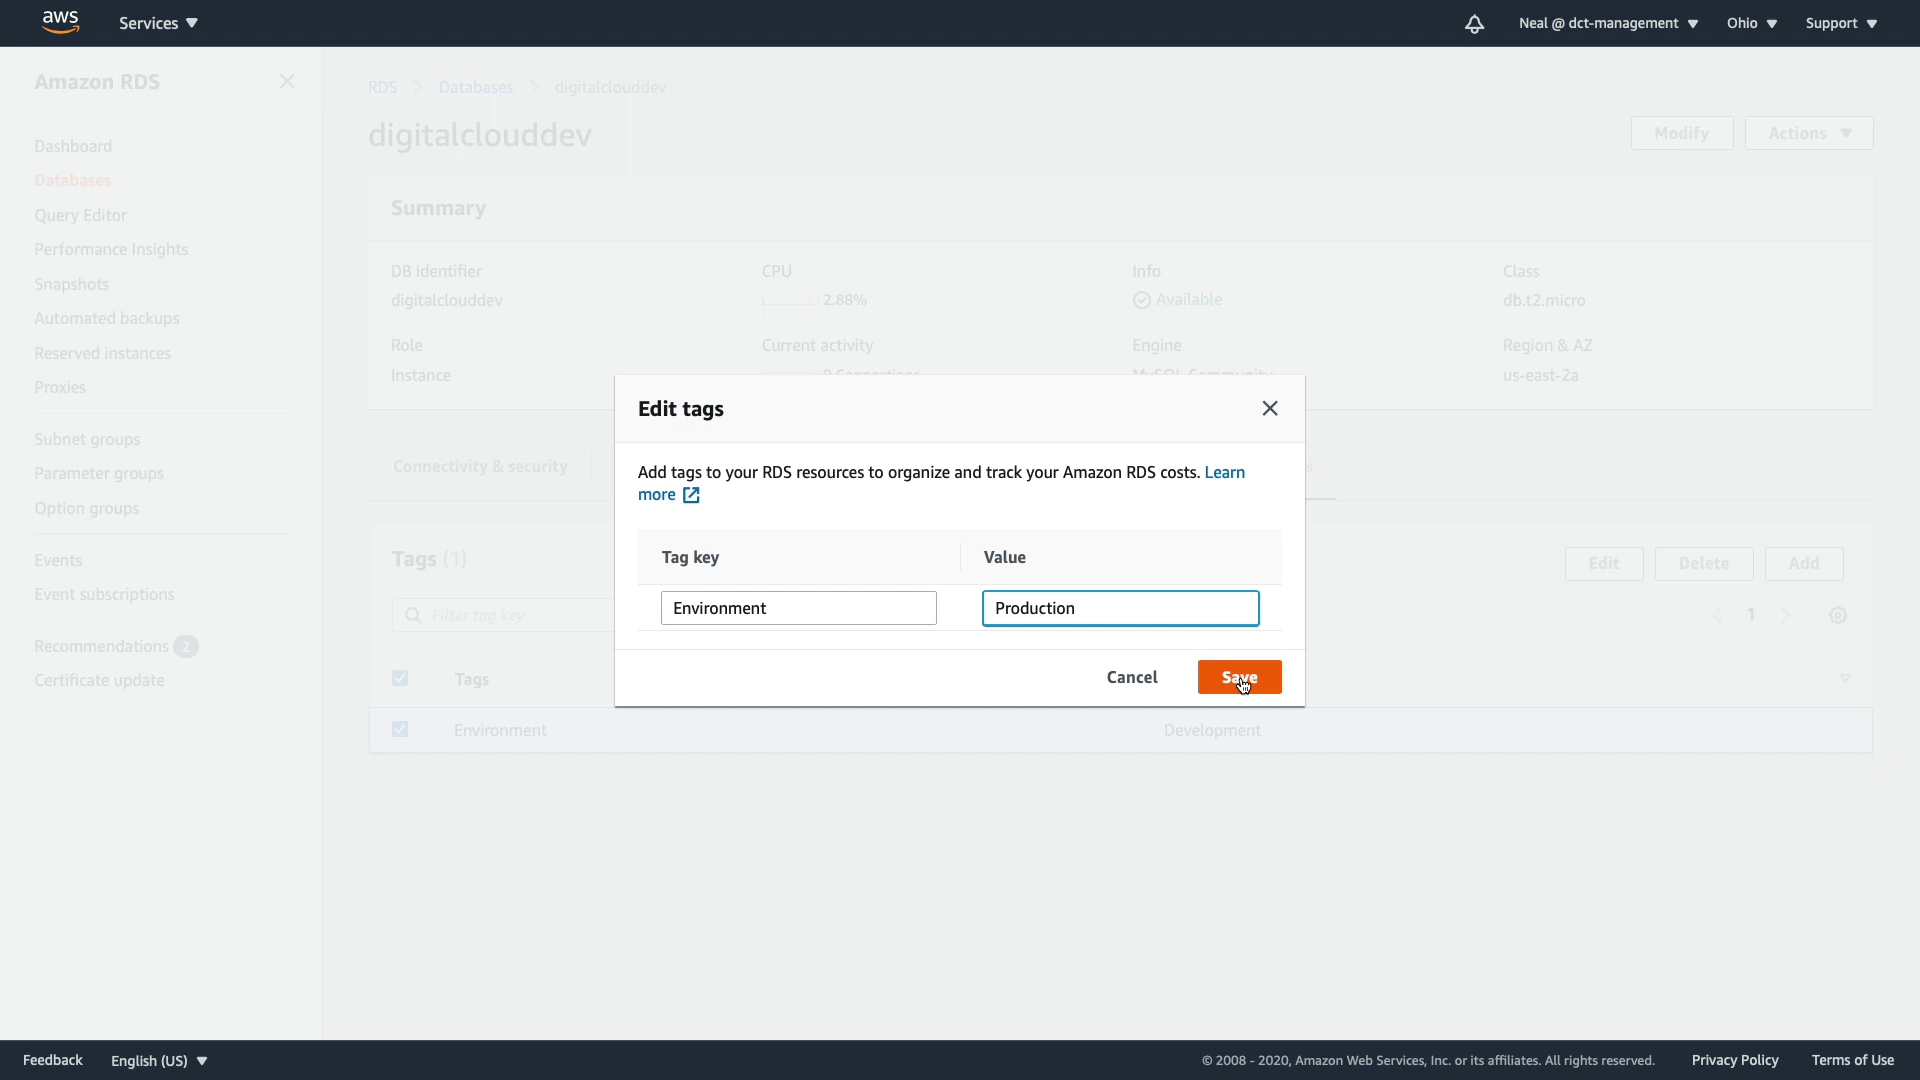 aws
Services
Neal @ dct-management
Ohio
Support
Amazon RDS
Dashboard
Databases
Query Editor
Performance Insights
Snapshots
Automated backups
Reserved instances
Proxies
Subnet groups
Parameter groups
Option groups
Events
Event subscriptions
Recommendations 2
Certificate update
RDS Databases digitalclouddev
digitalclouddev
Modify Actions
Summary
DB identifier CPU Info Class
digitalclouddev 2.88% Available db.t2.micro
Role Current activity Engine Region & AZ
Instance 0 Connections MySQL Community us-east-2a
Connectivity & security
Edit tags
Add tags to your RDS resources to organize and track your Amazon RDS costs. Learn
more
Tag key Value
Environment Production
Cancel Save
Tags (1)
Edit Delete Add
Filter tag key
1
Tags
Environment Development
Feedback English (US)
© 2008 - 2020, Amazon Web Services, Inc. or its affiliates. All rights reserved. Privacy Policy Terms of Use